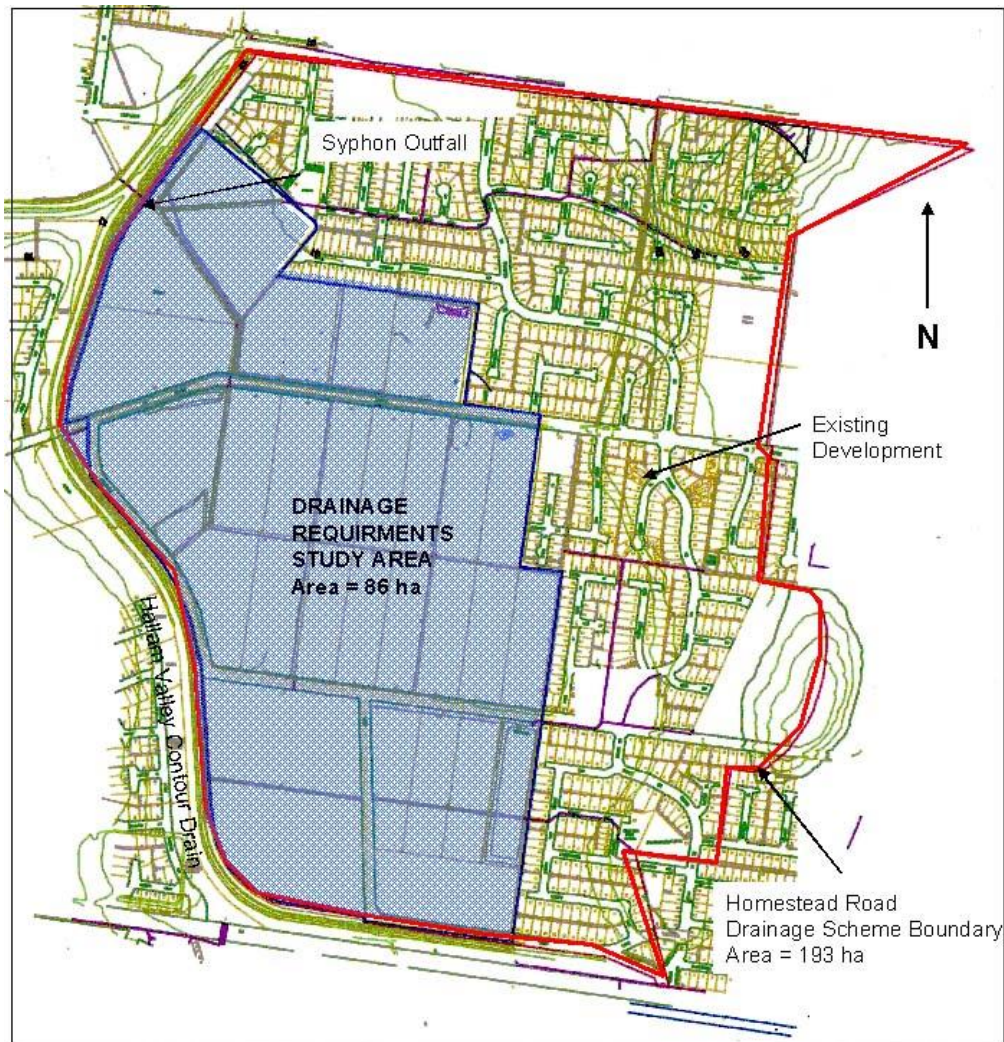 Syphon Outfall
N
Existing
Development
DRAINAGE
REQUIRMENTS
STUDY AREA
Area = 86 ha
Hallam Valley Contour Drain
Homestead Road
Drainage Scheme Boundary
Area = 193 ha